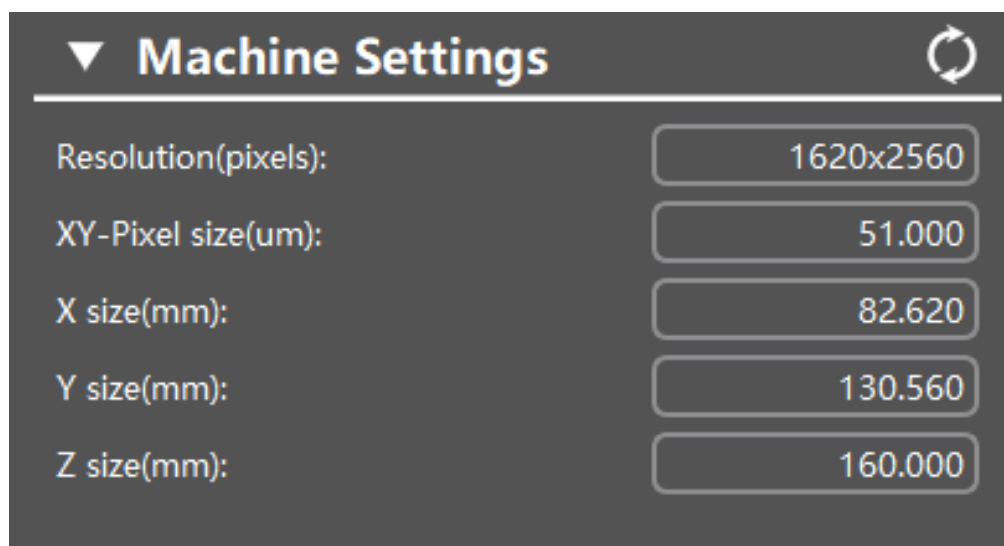 Machine Settings
Resolution(pixels): 1620x2560
XY-Pixel size(um): 51.000
X size(mm): 82.620
Y size(mm): 130.560
Z size(mm): 160.000